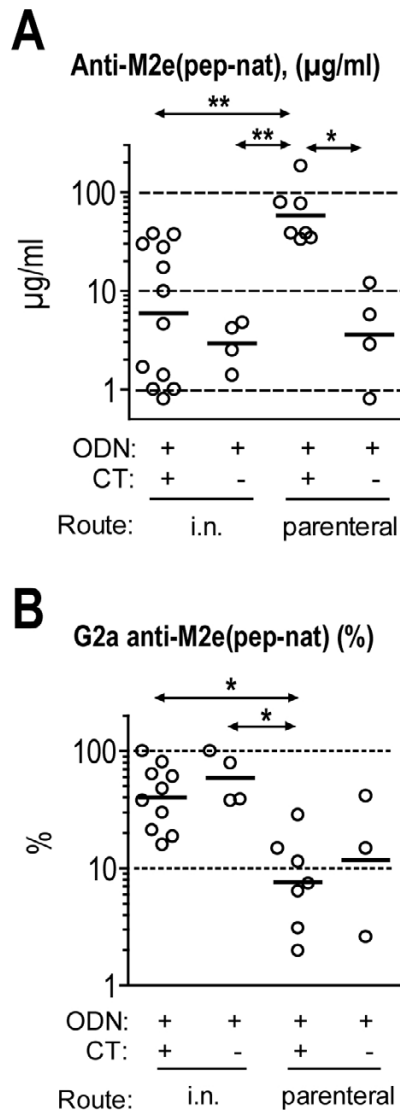 A
Anti-M2e(pep-nat), (µg/ml)
** 
** *
100
10
1
µg/ml
ODN: + + + +
CT: + - + -
Route: i.n. parenteral
B
G2a anti-M2e(pep-nat) (%)
*
*
100
10
1
%
ODN: + + + +
CT: + - + -
Route: i.n. parenteral